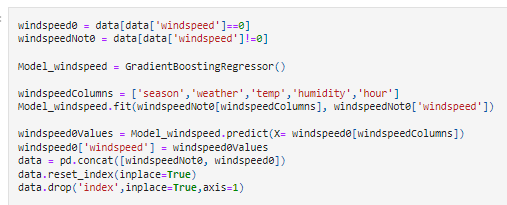 windspeed0 = data[data['windspeed']==0]
windspeedNot0 = data[data['windspeed']!=0]
Model_windspeed = GradientBoostingRegressor()
windspeedColumns = ['season','weather','temp','humidity','hour']
Model_windspeed.fit(windspeedNot0[windspeedColumns], windspeedNot0['windspeed'])
windspeed0Values = Model_windspeed.predict(X= windspeed0[windspeedColumns])
windspeed0['windspeed'] = windspeed0Values
data = pd.concat([windspeedNot0, windspeed0])
data.reset_index(inplace=True)
data.drop('index',inplace=True,axis=1)